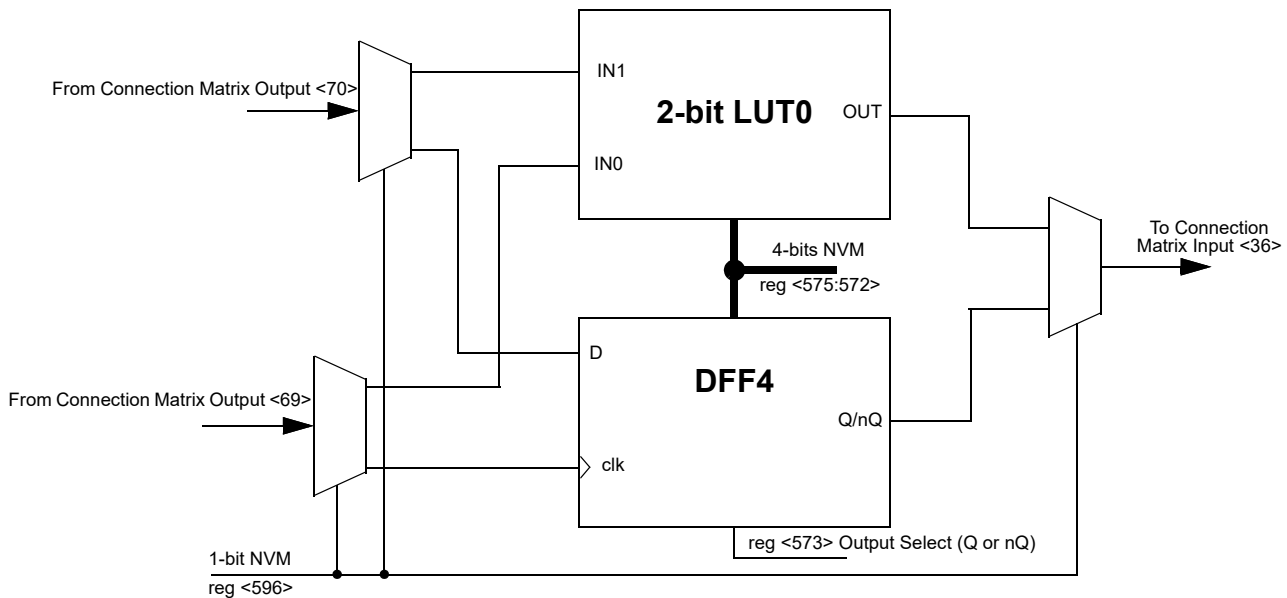 From Connection Matrix Output <70>
IN1
2-bit LUT0
OUT
IN0
To Connection
Matrix Input <36>
4-bits NVM
reg <575:572>
D
DFF4
From Connection Matrix Output <69>
Q/nQ
clk
reg <573> Output Select (Q or nQ)
1-bit NVM
reg <596>